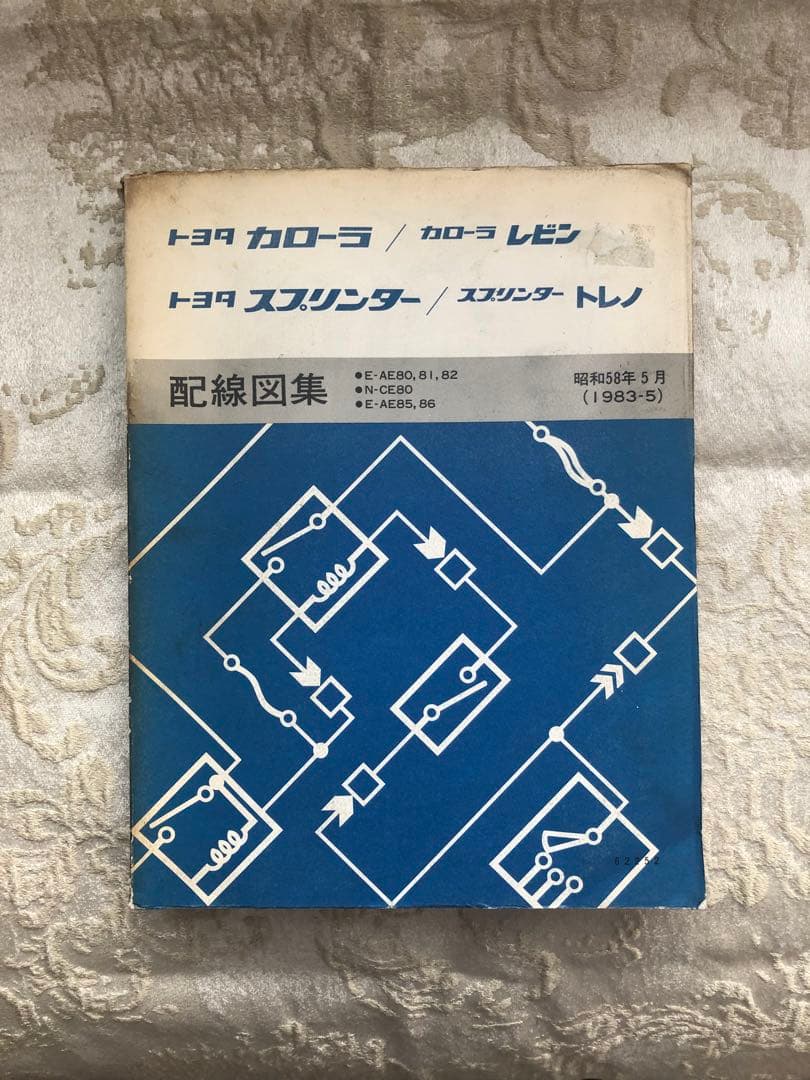 トヨタ カローラ / カローラ レビン
トヨタ スプリンター / スプリンター トレノ
配線図集
●E-AE80,81,82
●N-CE80
●E-AE85,86
昭和58年5月
(1983-5)
62252